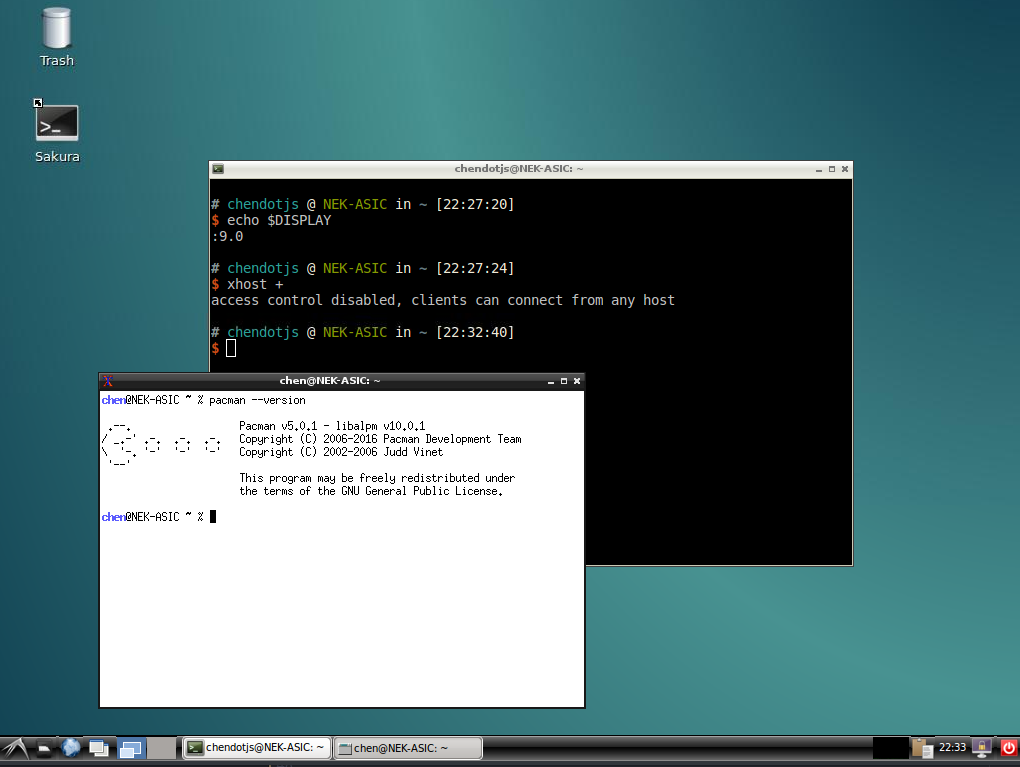 Trash
>_
Sakura
chendotjs@NEK-ASIC: ~
# chendotjs @ NEK-ASIC in ~ [22:27:20]
$ echo $DISPLAY
:9.0
# chendotjs @ NEK-ASIC in ~ [22:27:24]
$ xhost +
access control disabled, clients can connect from any host
# chendotjs @ NEK-ASIC in ~ [22:32:40]
$
chen@NEK-ASIC: ~
chen@NEK-ASIC ~ % pacman --version
 .--.                  Pacman v5.0.1 - libalpm v10.0.1
/ _.-' .-.  .-.  .-.   Copyright (C) 2006-2016 Pacman Development Team
\  '-. '-'  '-'  '-'   Copyright (C) 2002-2006 Judd Vinet
 '--'
                       This program may be freely redistributed under
                       the terms of the GNU General Public License.
chen@NEK-ASIC ~ %
chendotjs@NEK-ASIC: ~
chen@NEK-ASIC: ~
22:33